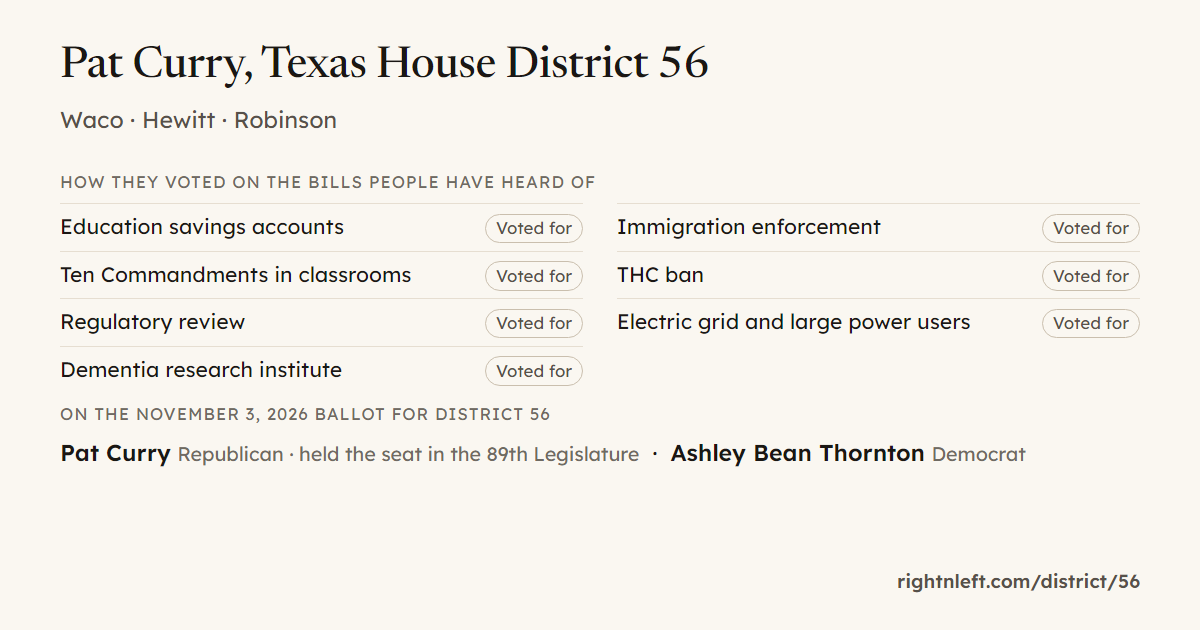 Pat Curry, Texas House District 56
Waco · Hewitt · Robinson
HOW THEY VOTED ON THE BILLS PEOPLE HAVE HEARD OF
Education savings accounts Voted for
Ten Commandments in classrooms Voted for
Regulatory review Voted for
Dementia research institute Voted for
Immigration enforcement Voted for
THC ban Voted for
Electric grid and large power users Voted for
ON THE NOVEMBER 3, 2026 BALLOT FOR DISTRICT 56
Pat Curry Republican · held the seat in the 89th Legislature · Ashley Bean Thornton Democrat
rightnleft.com/district/56